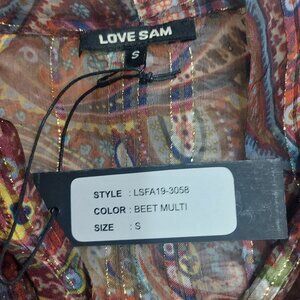 LOVE SAM
S
STYLE : LSFA19-3058
COLOR : BEET MULTI
SIZE : S